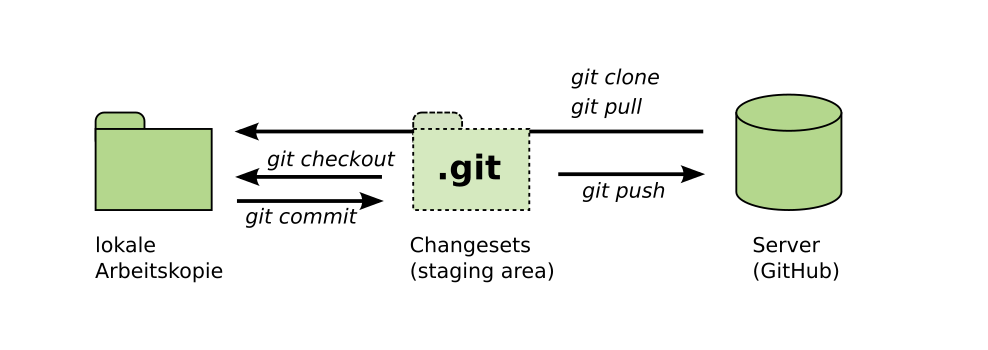 git clone
git pull
git checkout
.git
git push
git commit
lokale
Arbeitskopie
Changesets
(staging area)
Server
(GitHub)